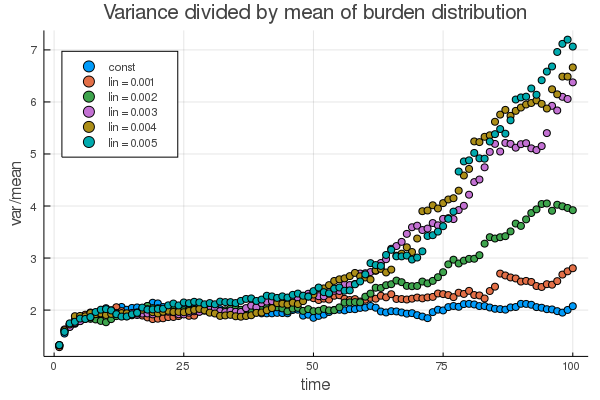 Variance divided by mean of burden distribution
var/mean
7
6
5
4
3
2
const
lin = 0.001
lin = 0.002
lin = 0.003
lin = 0.004
lin = 0.005
0 25 50 75 100
time